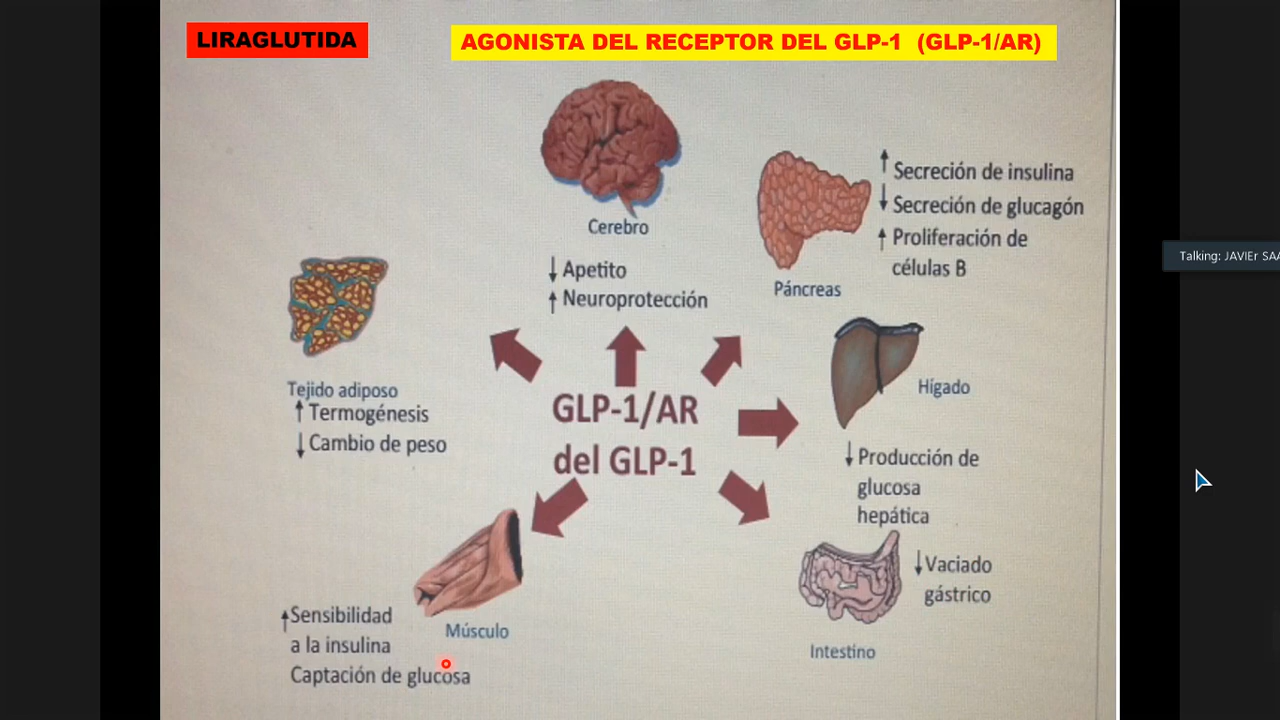 LIRAGLUTIDA
AGONISTA DEL RECEPTOR DEL GLP-1 (GLP-1/AR)
Cerebro
↓ Apetito
↑ Neuroprotección
↑ Secreción de insulina
↓ Secreción de glucagón
↑ Proliferación de
células B
Páncreas
Talking: JAVIEr
Tejido adiposo
↑ Termogénesis
↓ Cambio de peso
GLP-1/AR
del GLP-1
Hígado
↓ Producción de
glucosa
hepática
↓ Vaciado
gástrico
Intestino
Músculo
↑ Sensibilidad
a la insulina
Captación de glucosa